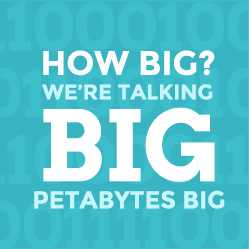 HOW BIG?
WE'RE TALKING
BIG
PETABYTES BIG